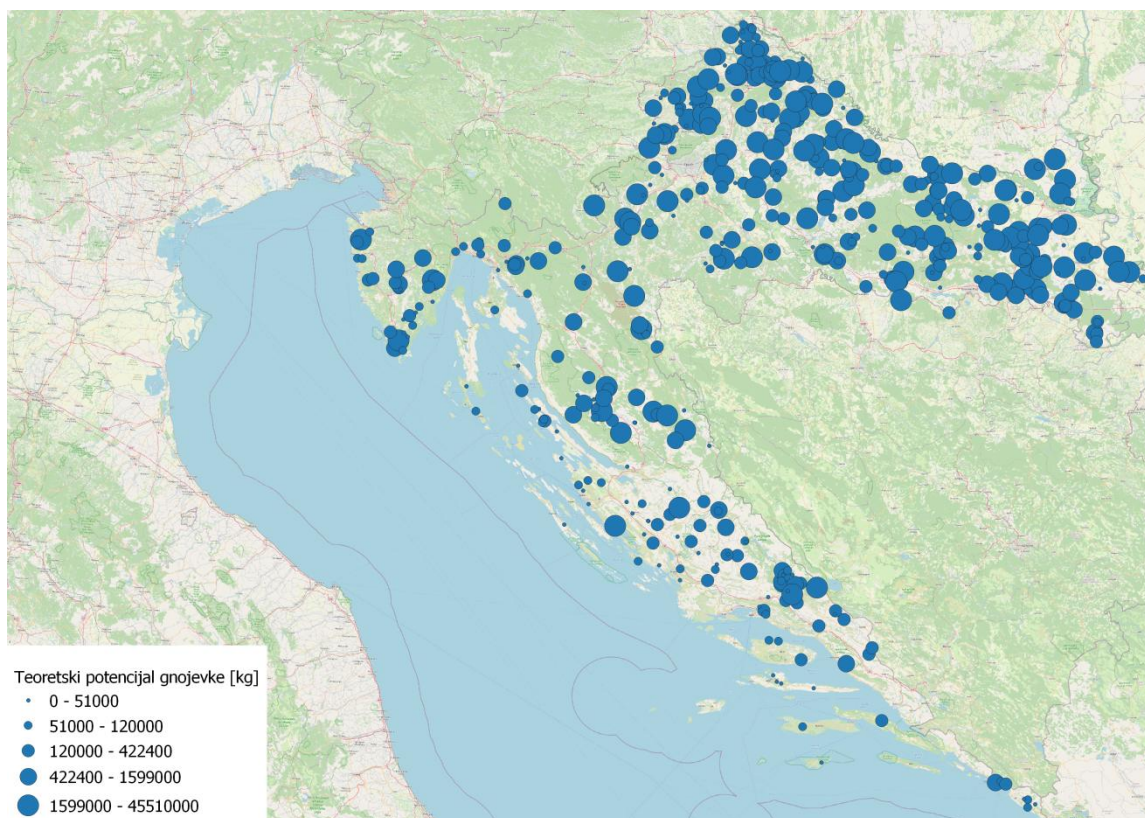 Teoretski potencijal gnojevke [kg]
0 - 51000
51000 - 120000
120000 - 422400
422400 - 1599000
1599000 - 45510000